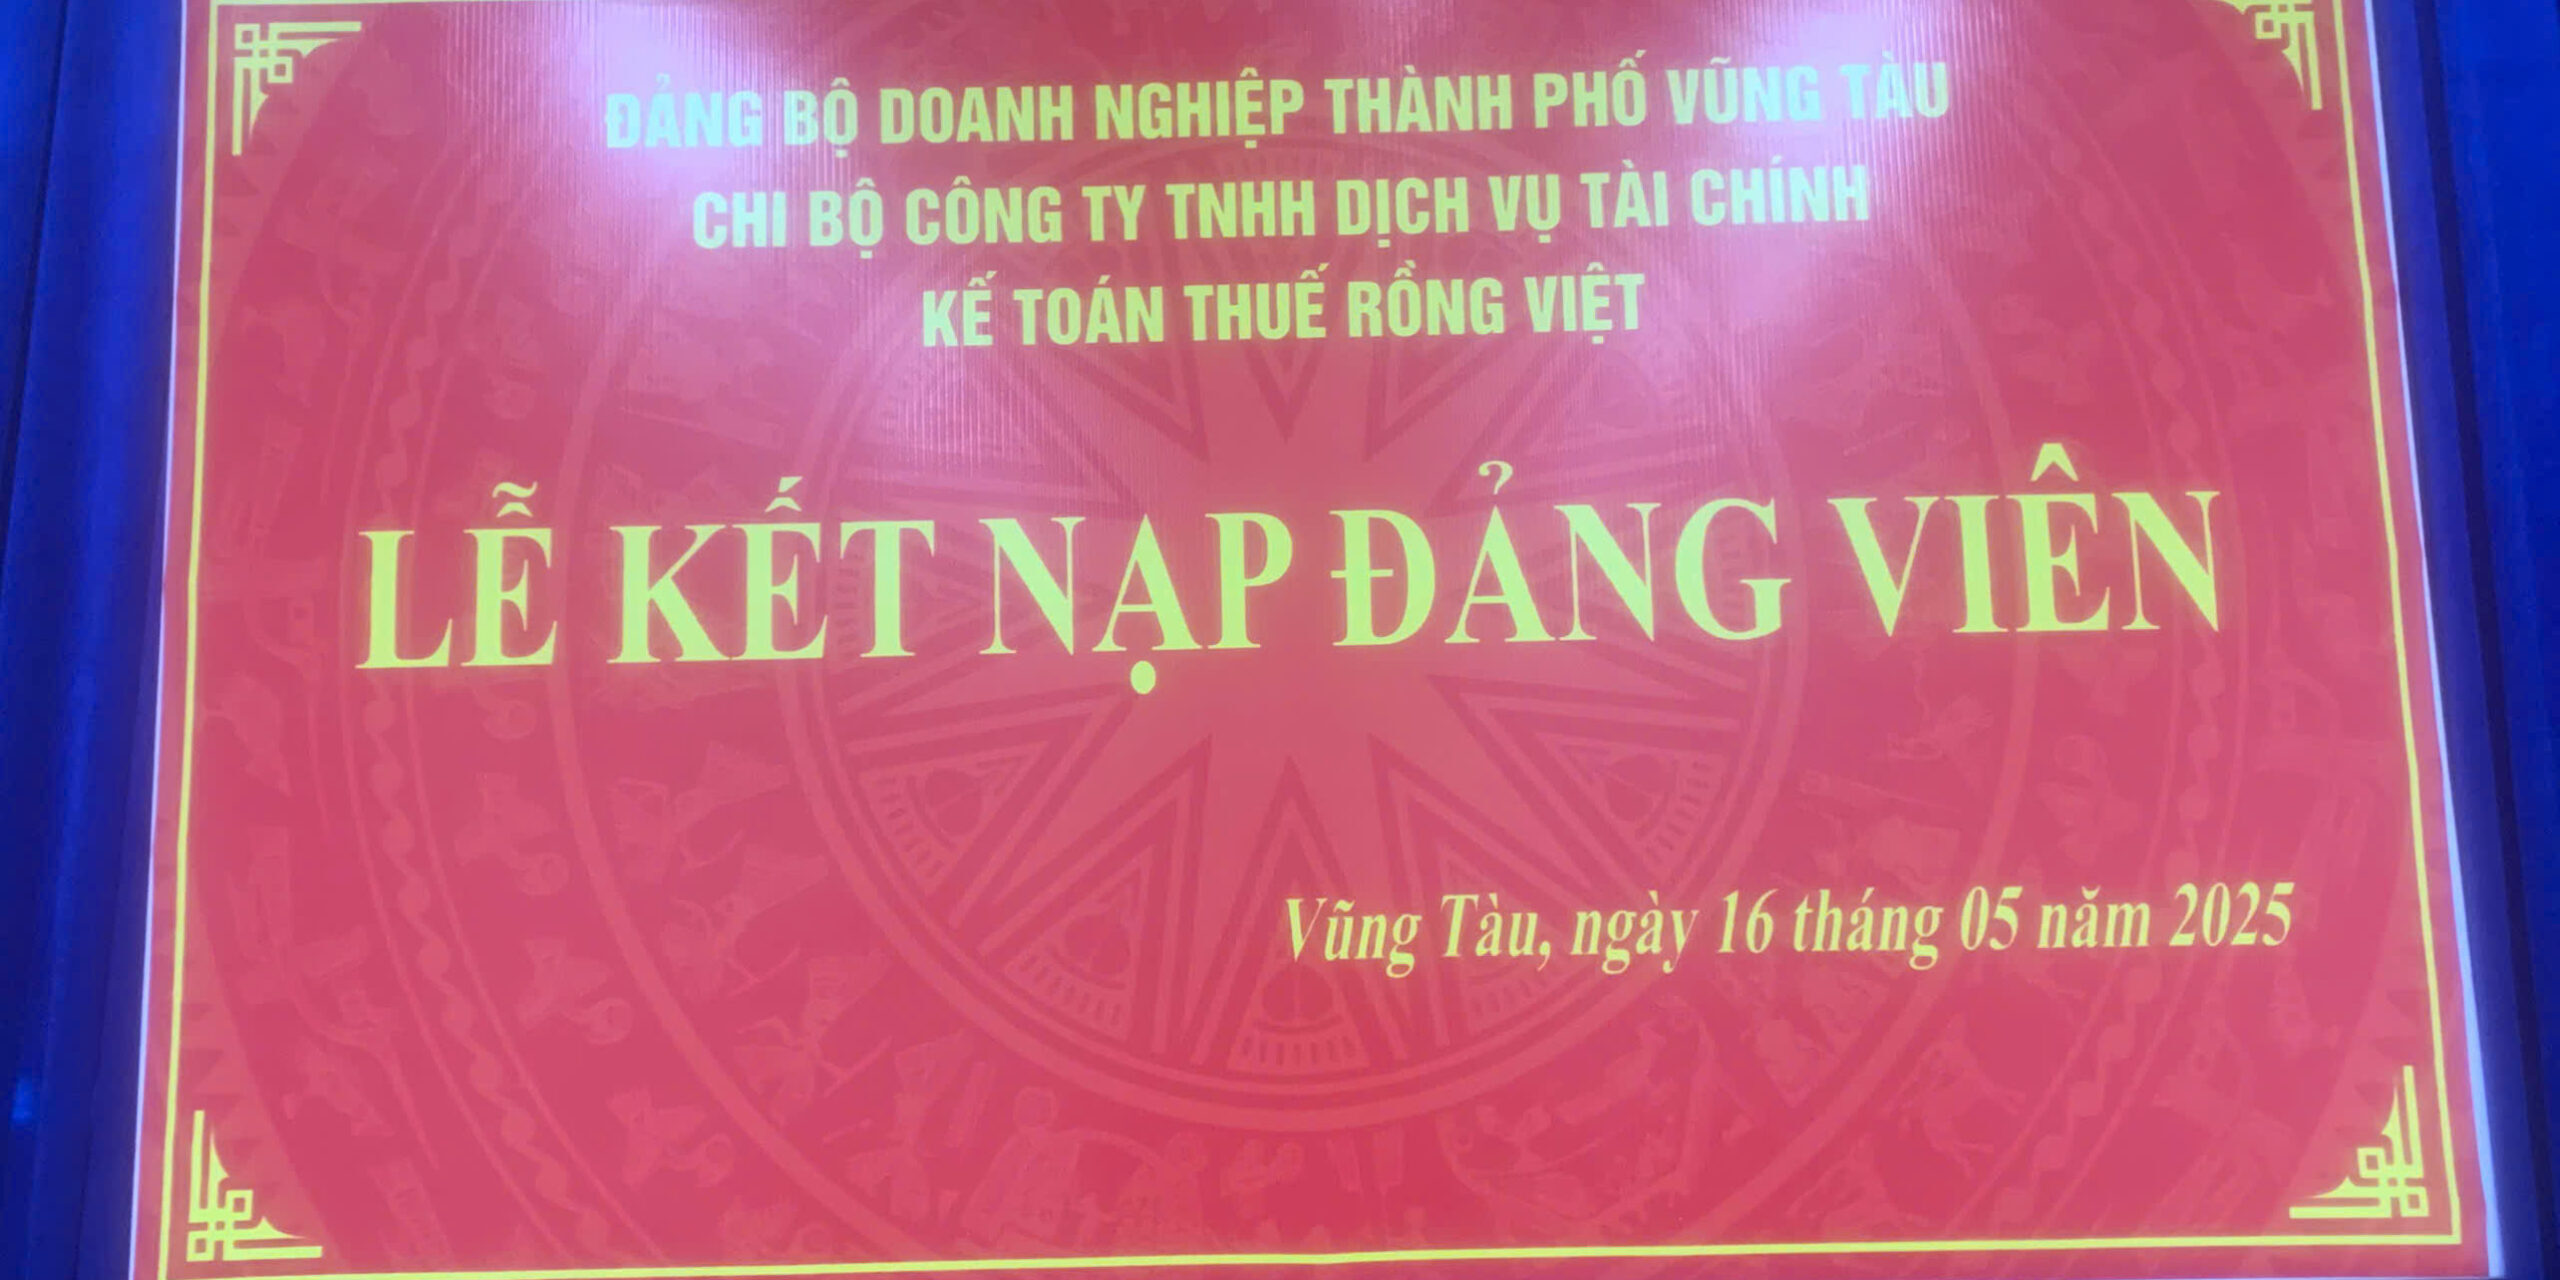 ĐẢNG BỘ DOANH NGHIỆP THÀNH PHỐ VŨNG TÀU
CHI BỘ CÔNG TY TNHH DỊCH VỤ TÀI CHÍNH
KẾ TOÁN THUẾ RỒNG VIỆT
LỄ KẾT NẠP ĐẢNG VIÊN
Vũng Tàu, ngày 16 tháng 05 năm 2025